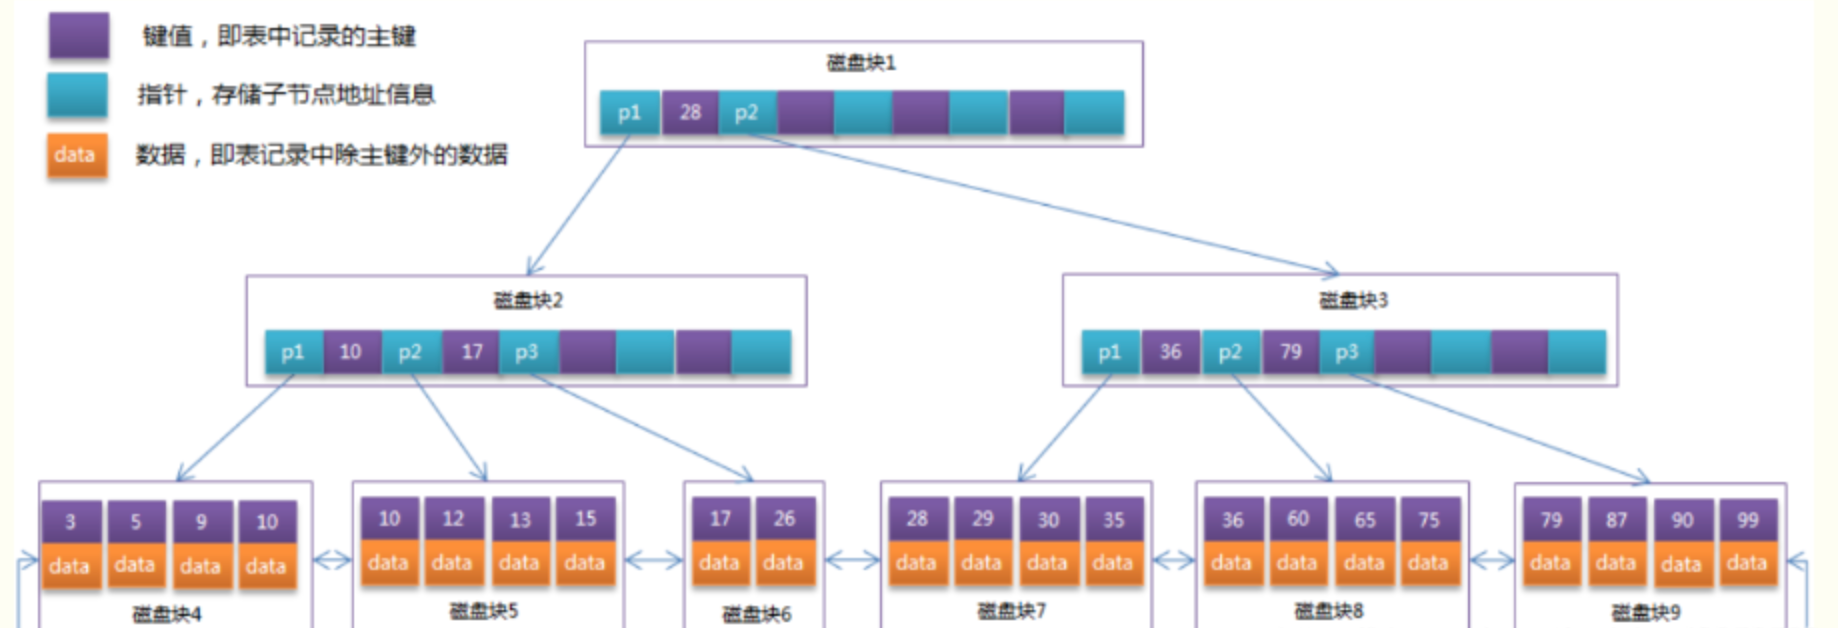 键值，即表中记录的主键
指针，存储子节点地址信息
data 数据，即表记录中除主键外的数据
磁盘块1
p1 28 p2
磁盘块2
p1 10 p2 17 p3
磁盘块3
p1 36 p2 79 p3
3 5 9 10
data data data data
磁盘块4
10 12 13 15
data data data data
磁盘块5
17 26
data data
磁盘块6
28 29 30 35
data data data data
磁盘块7
36 60 65 75
data data data data
磁盘块8
79 87 90 99
data data data data
磁盘块9